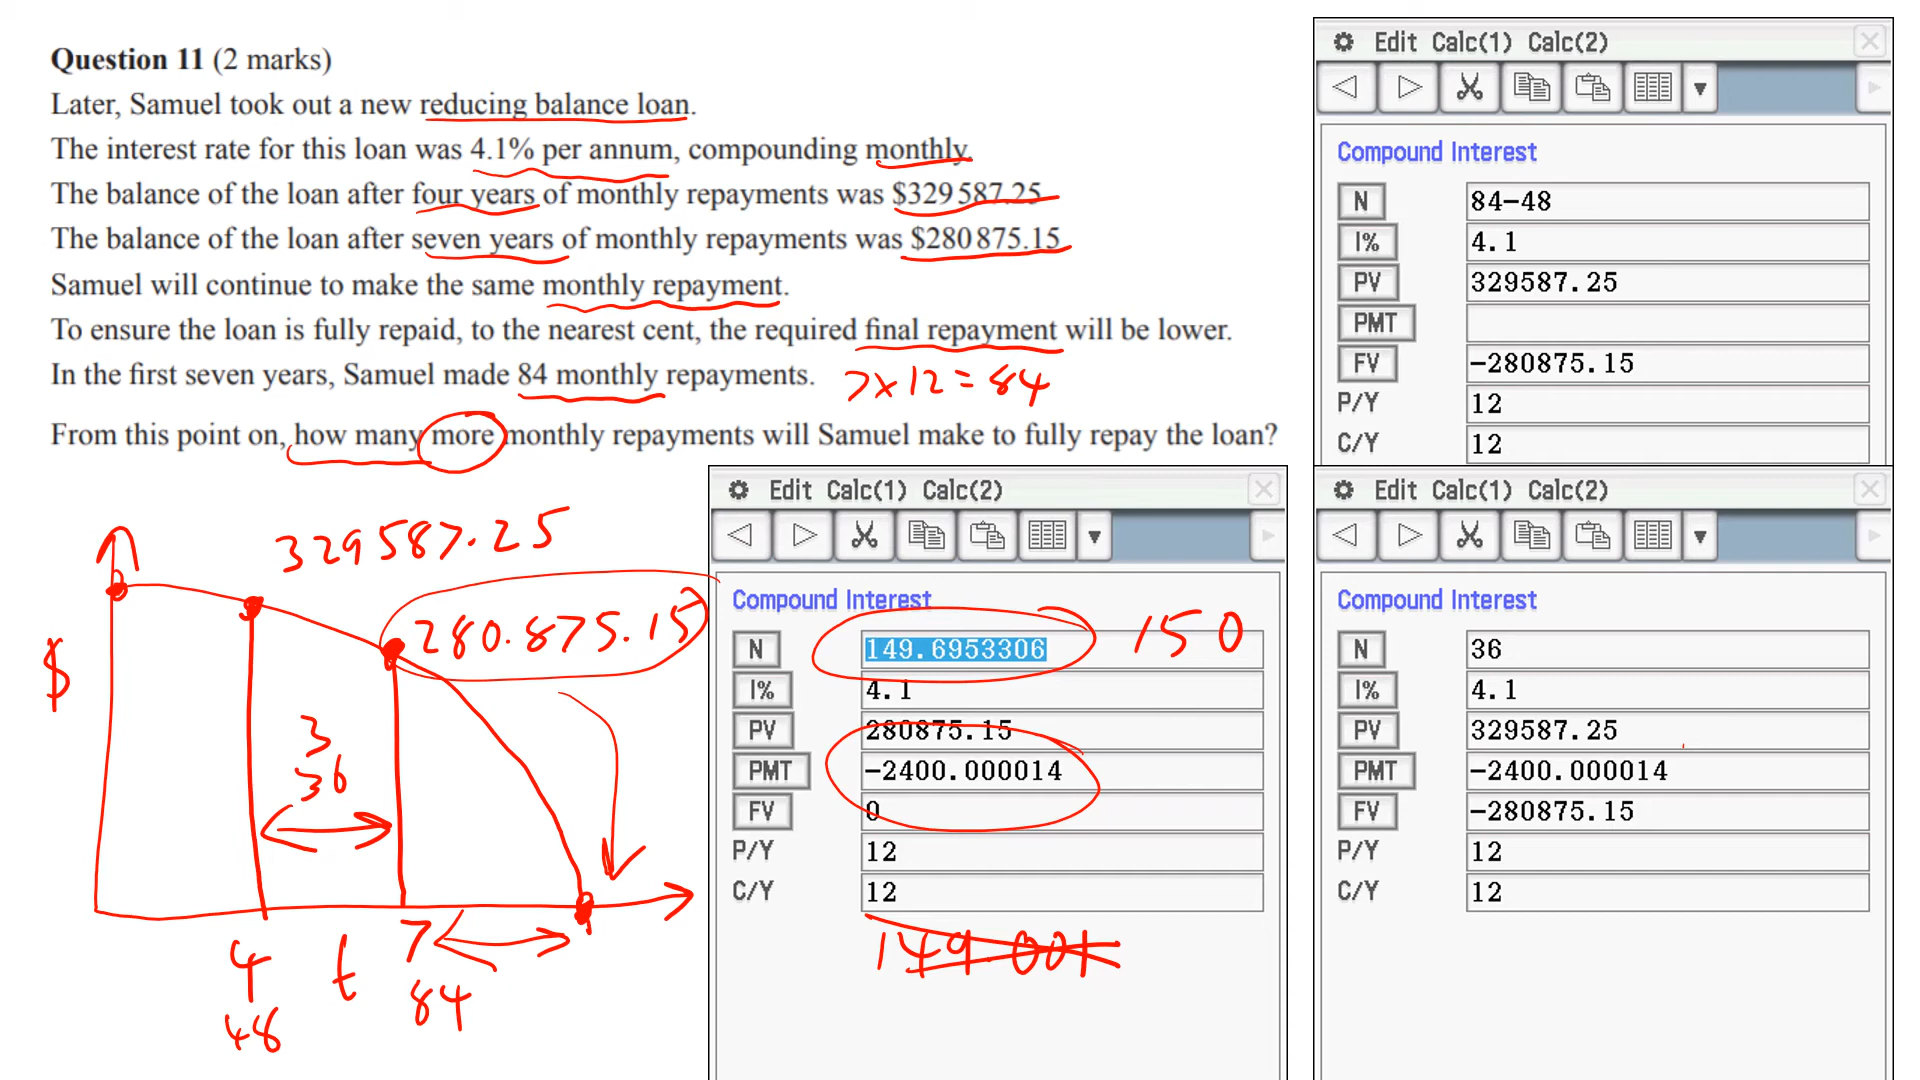 Question 11 (2 marks)
Later, Samuel took out a new reducing balance loan.
The interest rate for this loan was 4.1% per annum, compounding monthly.
The balance of the loan after four years of monthly repayments was $329 587.25
The balance of the loan after seven years of monthly repayments was $280 875.15
Samuel will continue to make the same monthly repayment.
To ensure the loan is fully repaid, to the nearest cent, the required final repayment will be lower.
In the first seven years, Samuel made 84 monthly repayments.
7 x 12 = 84
From this point on, how many more monthly repayments will Samuel make to fully repay the loan?
Edit Calc(1) Calc(2)
Compound Interest
N 84-48
I% 4.1
PV 329587.25
PMT
FV -280875.15
P/Y 12
C/Y 12
329587.25
280.875.15
$
3
36
4 t 7
48 84
Edit Calc(1) Calc(2)
Compound Interest
N 149.6953306 150
I% 4.1
PV 280875.15
PMT -2400.000014
FV 0
P/Y 12
C/Y 12
149.001
Edit Calc(1) Calc(2)
Compound Interest
N 36
I% 4.1
PV 329587.25
PMT -2400.000014
FV -280875.15
P/Y 12
C/Y 12